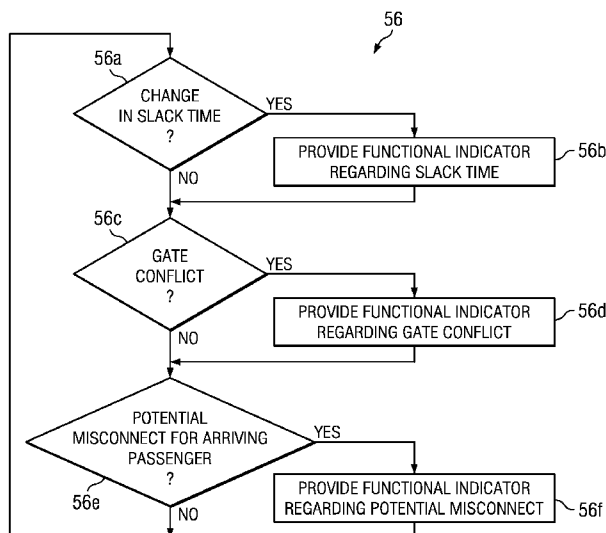 56
56a
CHANGE
IN SLACK TIME
?
YES
PROVIDE FUNCTIONAL INDICATOR
REGARDING SLACK TIME
56b
NO
56c
GATE
CONFLICT
?
YES
PROVIDE FUNCTIONAL INDICATOR
REGARDING GATE CONFLICT
56d
NO
POTENTIAL
MISCONNECT FOR ARRIVING
PASSENGER
?
YES
56e
PROVIDE FUNCTIONAL INDICATOR
REGARDING POTENTIAL MISCONNECT
56f
NO